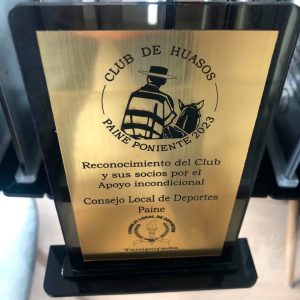 CLUB DE HUASOS
PAINE PONIENTE 2023
Reconocimiento del Club
y sus socios por el
Apoyo incondicional
Consejo Local de Deportes
Paine
Temporada